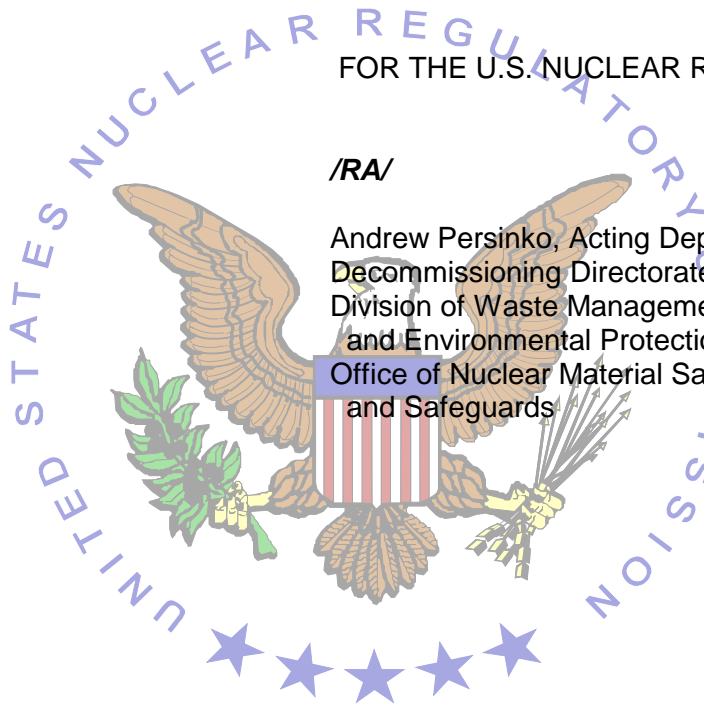 UNITED STATES NUCLEAR REGULATORY
FOR THE U.S. NUCLEAR R
/RA/
Andrew Persinko, Acting Dep
Decommissioning Directorate
Division of Waste Manageme
and Environmental Protectio
Office of Nuclear Material Sa
and Safeguards
ISSION